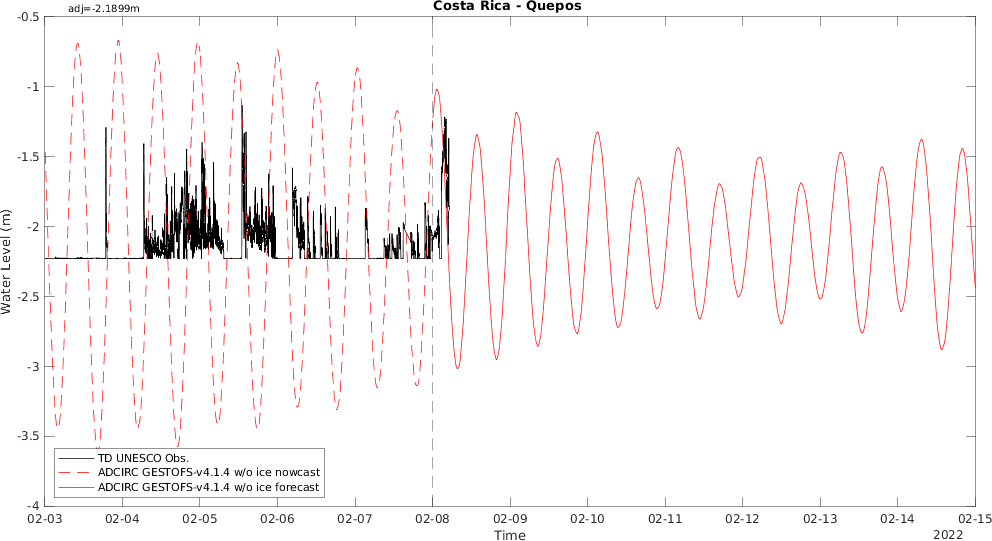 adj=-2.1899m
Costa Rica - Quepos
-0.5
-1
-1.5
-2
-2.5
-3
-3.5
-4
Water Level (m)
TD UNESCO Obs.
ADCIRC GESTOFS-v4.1.4 w/o ice nowcast
ADCIRC GESTOFS-v4.1.4 w/o ice forecast
02-03 02-04 02-05 02-06 02-07 02-08 02-09 02-10 02-11 02-12 02-13 02-14 02-15
Time
2022